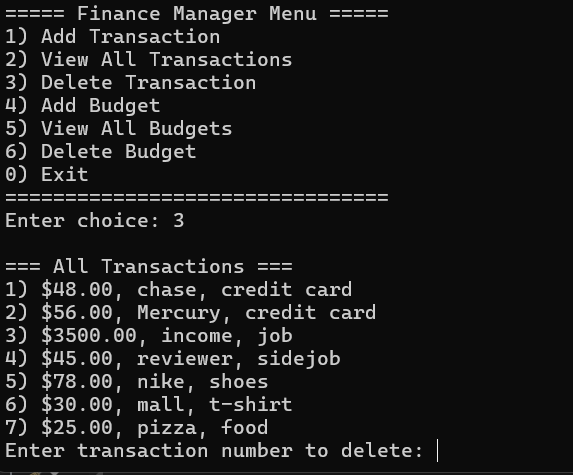 ===== Finance Manager Menu =====
1) Add Transaction
2) View All Transactions
3) Delete Transaction
4) Add Budget
5) View All Budgets
6) Delete Budget
0) Exit
================================
Enter choice: 3

=== All Transactions ===
1) $48.00, chase, credit card
2) $56.00, Mercury, credit card
3) $3500.00, income, job
4) $45.00, reviewer, sidejob
5) $78.00, nike, shoes
6) $30.00, mall, t-shirt
7) $25.00, pizza, food
Enter transaction number to delete: